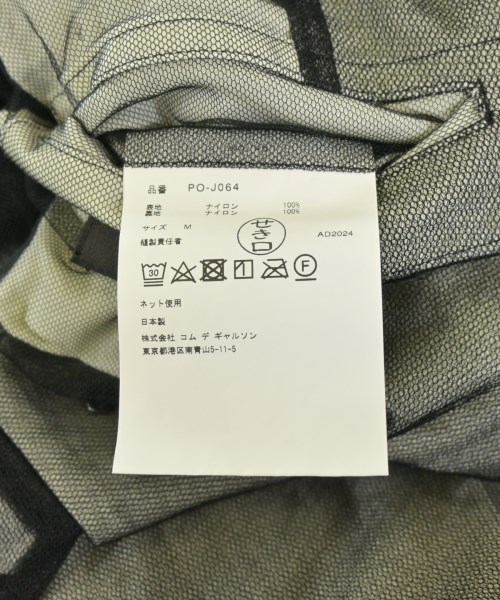 品番 PO-J064
表地 ナイロン 100%
裏地 ナイロン 100%
サイズ M
縫製責任者 せき口 AD2024
30 F
ネット使用
日本製
株式会社 コム デ ギャルソン
東京都港区南青山5-11-5